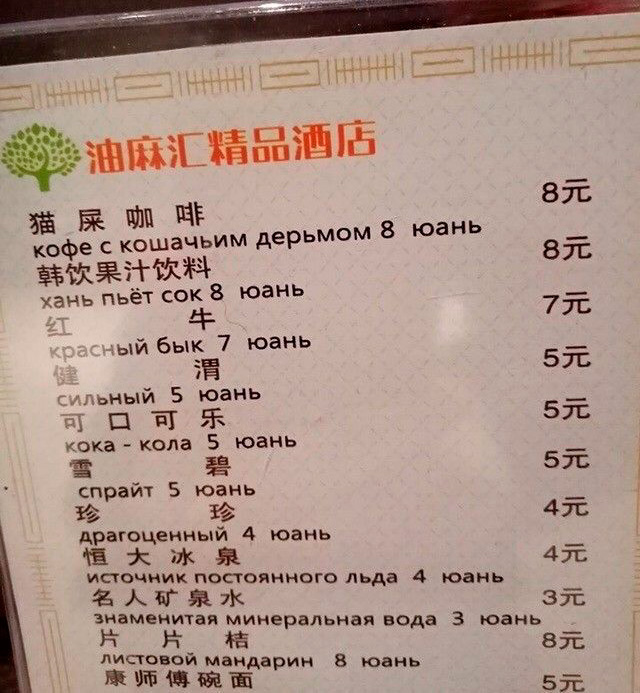 油麻汇精品酒店
猫屎咖啡 8元
кофе с кошачьим дерьмом 8 юань
韩饮果汁饮料 8元
хань пьёт сок 8 юань
红牛 7元
красный бык 7 юань
健渭 5元
сильный 5 юань
可口可乐 5元
кока - кола 5 юань
雪碧 5元
спрайт 5 юань
珍珍 4元
драгоценный 4 юань
恒大冰泉 4元
источник постоянного льда 4 юань
名人矿泉水 3元
знаменитая минеральная вода 3 юань
片片桔 8元
листовой мандарин 8 юань
康师傅碗面 5元